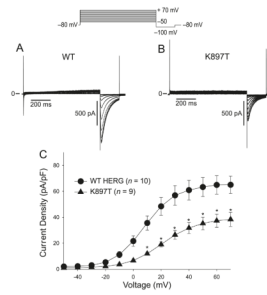 + 70 mV
−80 mV
−50
−80 mV
−100 mV
A
WT
B
K897T
0
200 ms
500 pA
0
200 ms
500 pA
C
WT HERG (n = 10)
K897T (n = 9)
Current Density (pA/pF)
80
60
40
20
0
-40 -20 0 20 40 60
Voltage (mV)